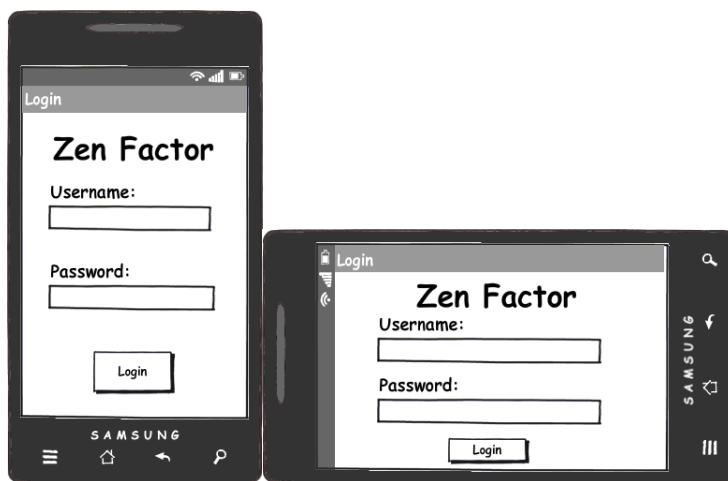 Login
Zen Factor
Username:
Password:
Login
SAMSUNG
Login
Zen Factor
Username:
Password:
Login
SAMSUNG